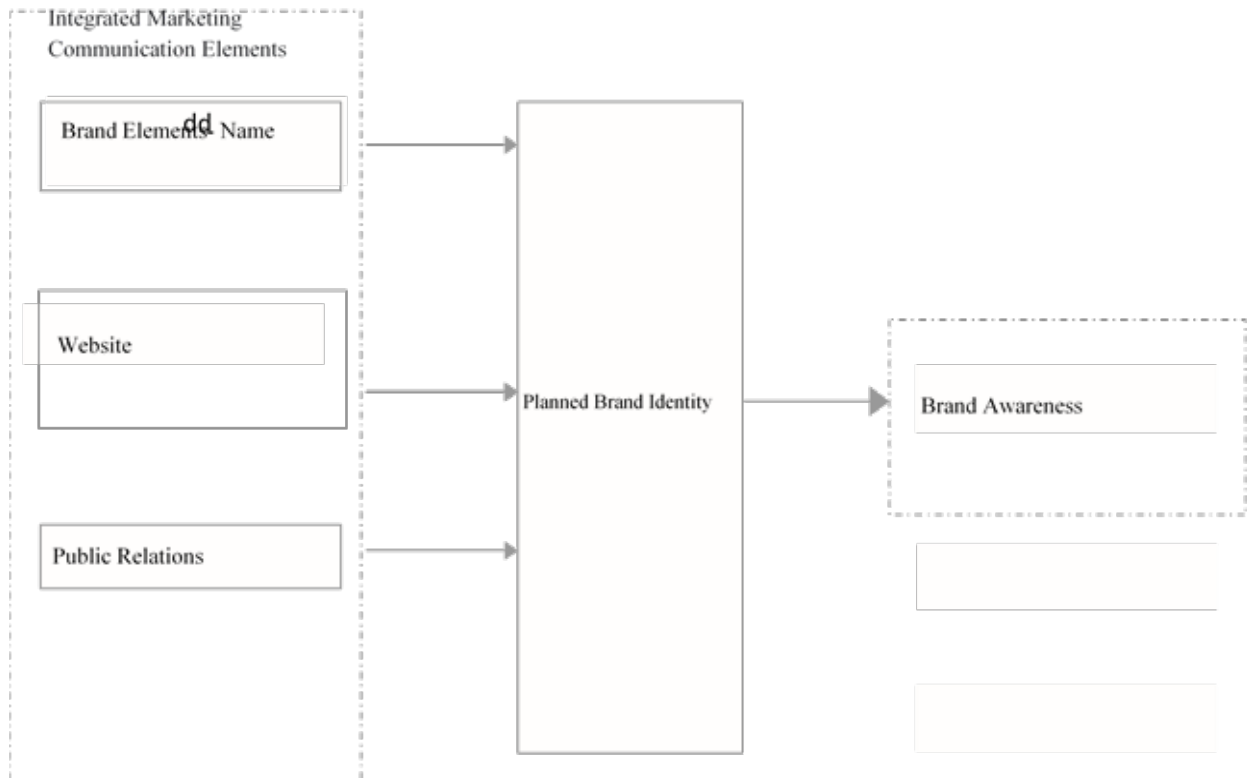 Integrated Marketing
Communication Elements
dd
Brand Elements- Name
Website
Planned Brand Identity
Brand Awareness
Public Relations